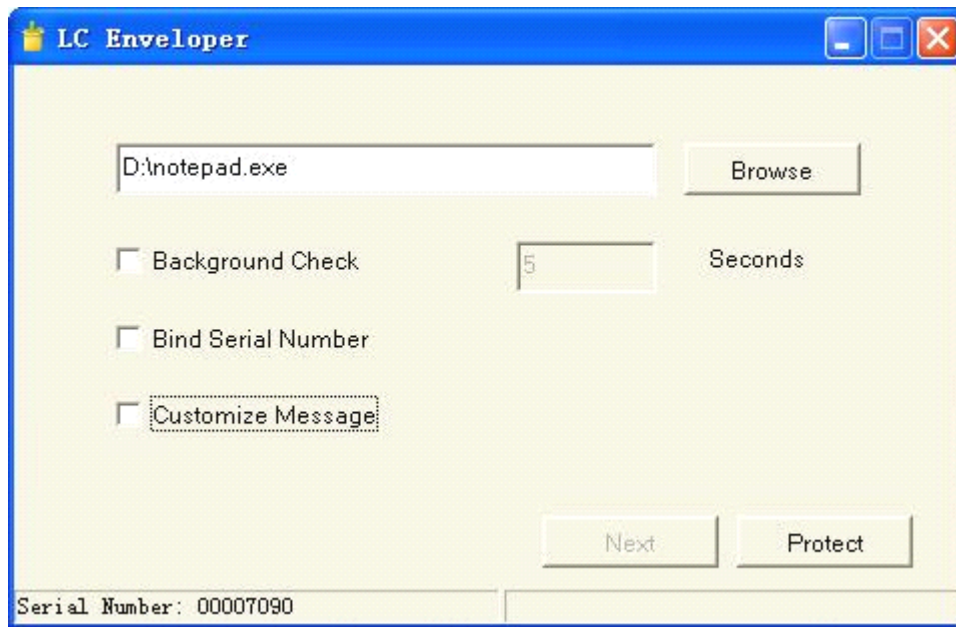 LC Enveloper
D:\notepad.exe
Browse
Background Check
5
Seconds
Bind Serial Number
Customize Message
Next
Protect
Serial Number: 00007090